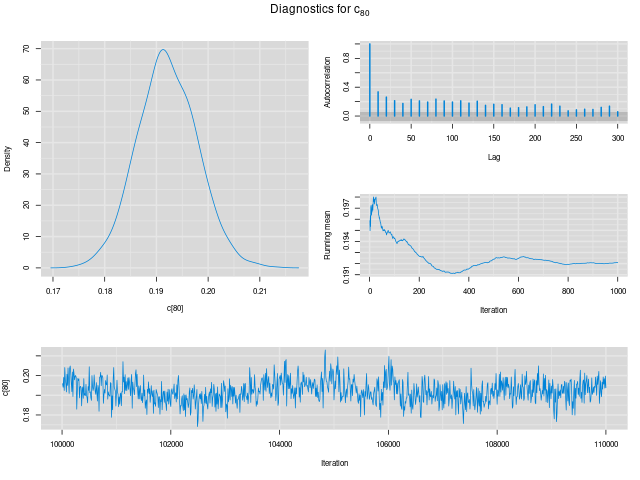 Diagnostics for c80
Density
70
60
50
40
30
20
10
0
0.17 0.18 0.19 0.20 0.21
c[80]
Autocorrelation
0.8
0.4
0.0
0 50 100 150 200 250 300
Lag
Running mean
0.197
0.194
0.191
0 200 400 600 800 1000
Iteration
c[80]
0.20
0.18
100000 102000 104000 106000 108000 110000
Iteration